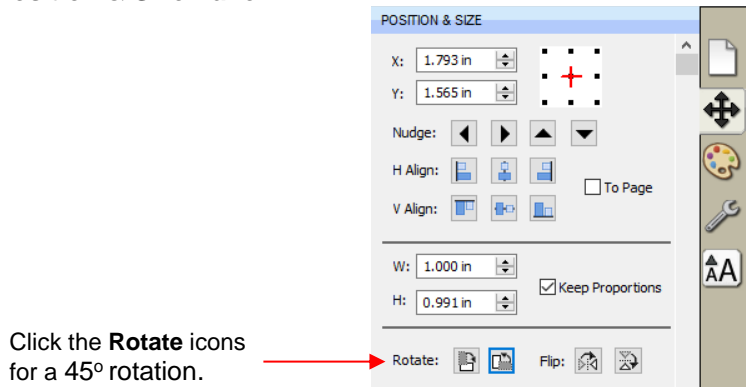 POSITION & SIZE
X: 1.793 in
Y: 1.565 in
Nudge:
H Align:
To Page
V Align:
W: 1.000 in
Keep Proportions
H: 0.991 in
Click the Rotate icons
for a 45º rotation.
Rotate: Flip:
AA